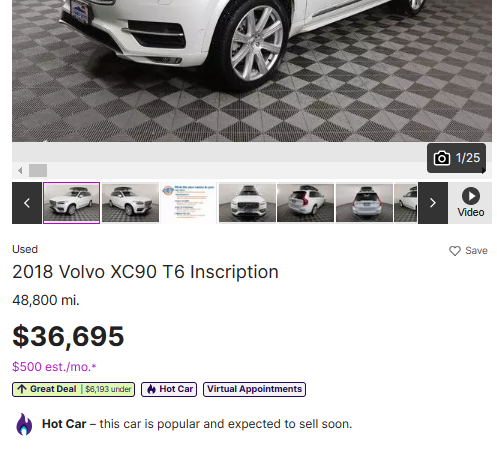 1/25
Video
Used
Save
2018 Volvo XC90 T6 Inscription
48,800 mi.
$36,695
$500 est./mo.*
Great Deal | $6,193 under
Hot Car
Virtual Appointments
Hot Car – this car is popular and expected to sell soon.